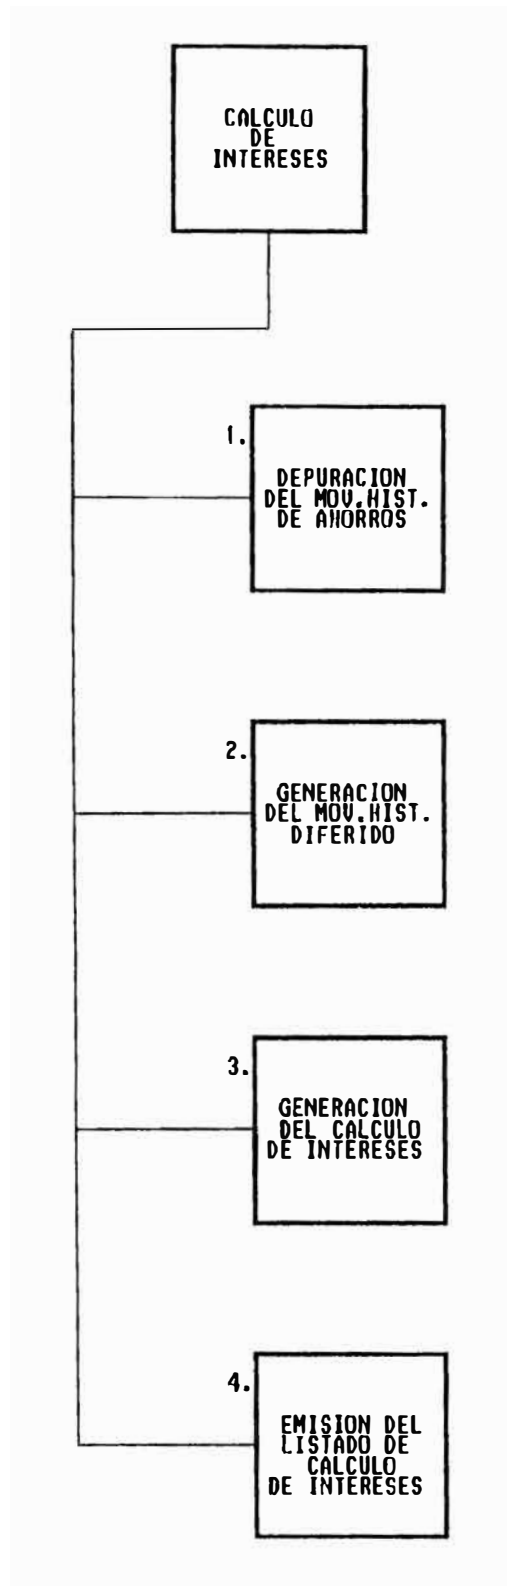 CALCULO
DE
INTERESES
1.
DEPURACION
DEL MOV.HIST.
DE AHORROS
2.
GENERACION
DEL MOV.HIST.
DIFERIDO
3.
GENERACION
DEL CALCULO
DE INTERESES
4.
EMISION DEL
LISTADO DE
CALCULO
DE INTERESES